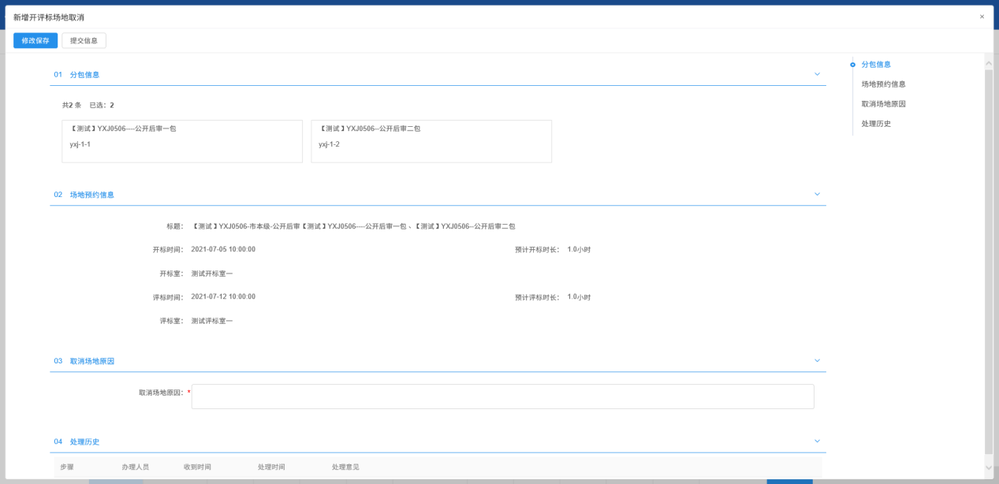 新增开评标场地取消
×
修改保存 提交信息
01 分包信息
共2 条 已选：2
【测试】YXJ0506----公开后审一包
yxj-1-1
【测试】YXJ0506--公开后审二包
yxj-1-2
02 场地预约信息
标题： 【测试】YXJ0506-市本级-公开后审【测试】YXJ0506----公开后审一包、【测试】YXJ0506--公开后审二包
开标时间： 2021-07-05 10:00:00 预计开标时长： 1.0小时
开标室： 测试开标室一
评标时间： 2021-07-12 10:00:00 预计评标时长： 1.0小时
评标室： 测试评标室一
03 取消场地原因
取消场地原因：*
04 处理历史
步骤 办理人员 收到时间 处理时间 处理意见
分包信息
场地预约信息
取消场地原因
处理历史